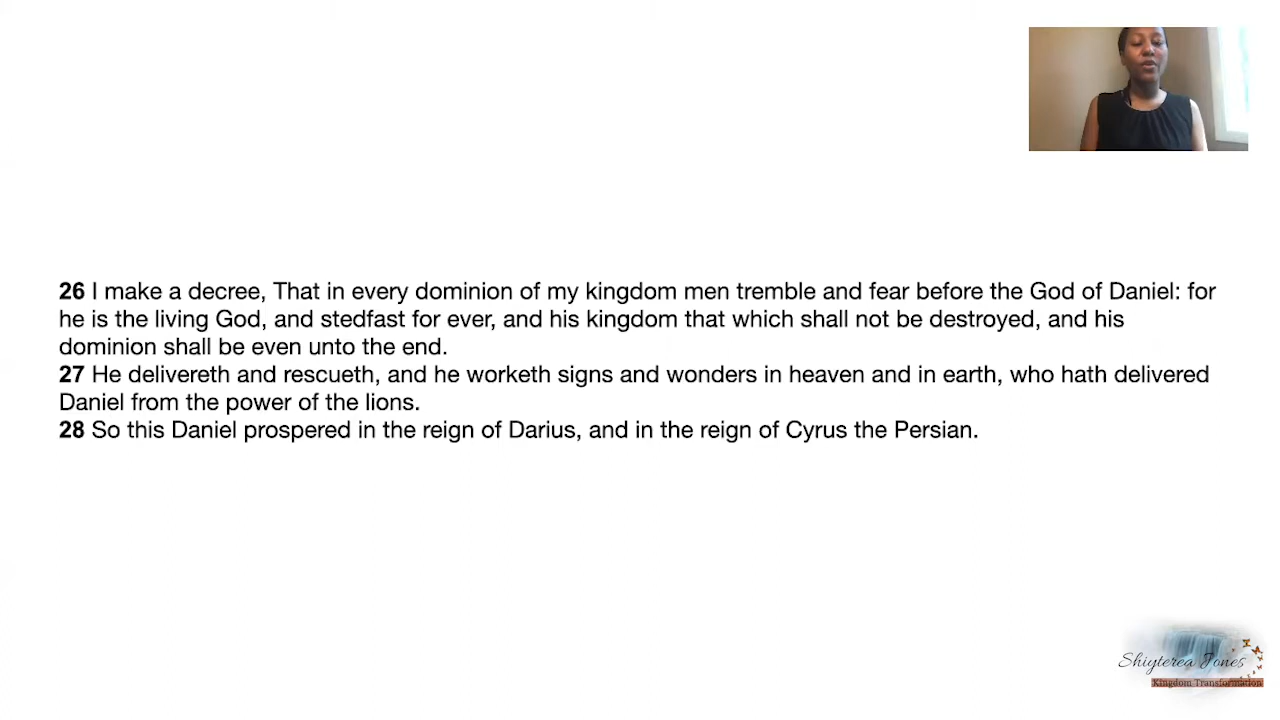 26 I make a decree, That in every dominion of my kingdom men tremble and fear before the God of Daniel: for
he is the living God, and stedfast for ever, and his kingdom that which shall not be destroyed, and his
dominion shall be even unto the end.
27 He delivereth and rescueth, and he worketh signs and wonders in heaven and in earth, who hath delivered
Daniel from the power of the lions.
28 So this Daniel prospered in the reign of Darius, and in the reign of Cyrus the Persian.
Shiyterea Jones
Kingdom Transformation